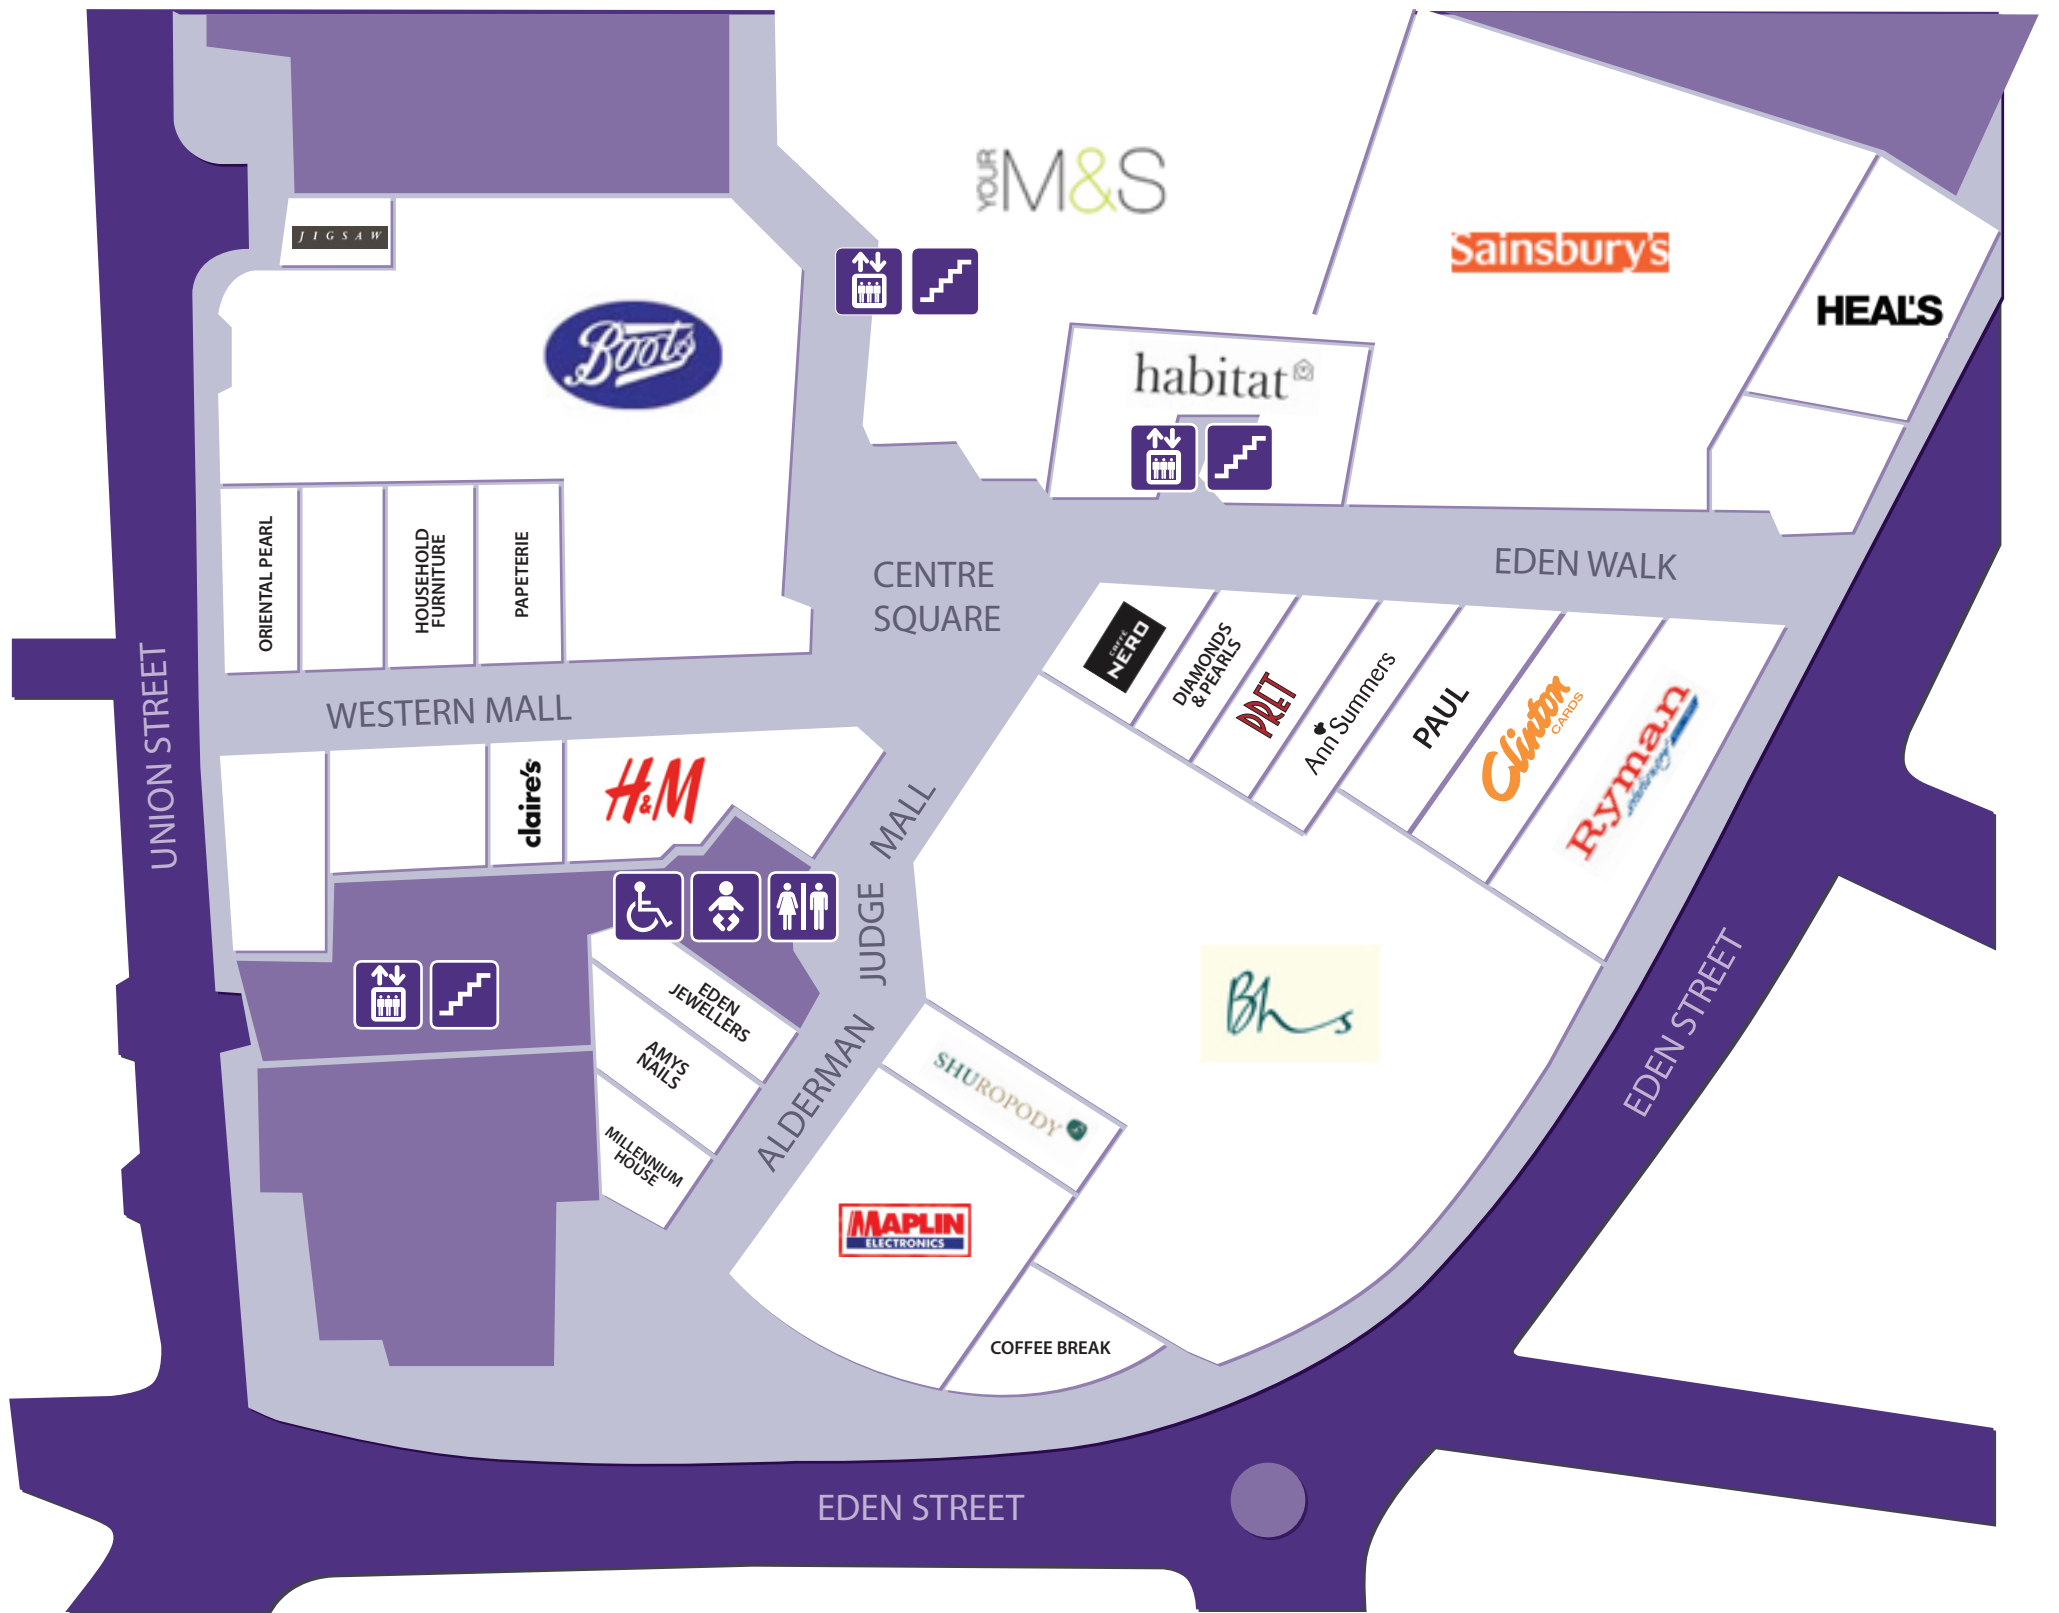 YOUR
M&S
JIGSAW
Sainsbury's
HEAL'S
Boots
habitat
ORIENTAL PEARL
HOUSEHOLD
FURNITURE
PAPETERIE
CENTRE
SQUARE
EDEN WALK
CAFFÈ
NERO
DIAMONDS
& PEARLS
PRET
Ann Summers
PAUL
Clinton
CARDS
Ryman
stationery
UNION STREET
WESTERN MALL
claire's
H&M
ALDERMAN JUDGE MALL
EDEN
JEWELLERS
AMYS
NAILS
MILLENNIUM
HOUSE
Bhs
SHUROPODY
MAPLIN
ELECTRONICS
COFFEE BREAK
EDEN STREET
EDEN STREET